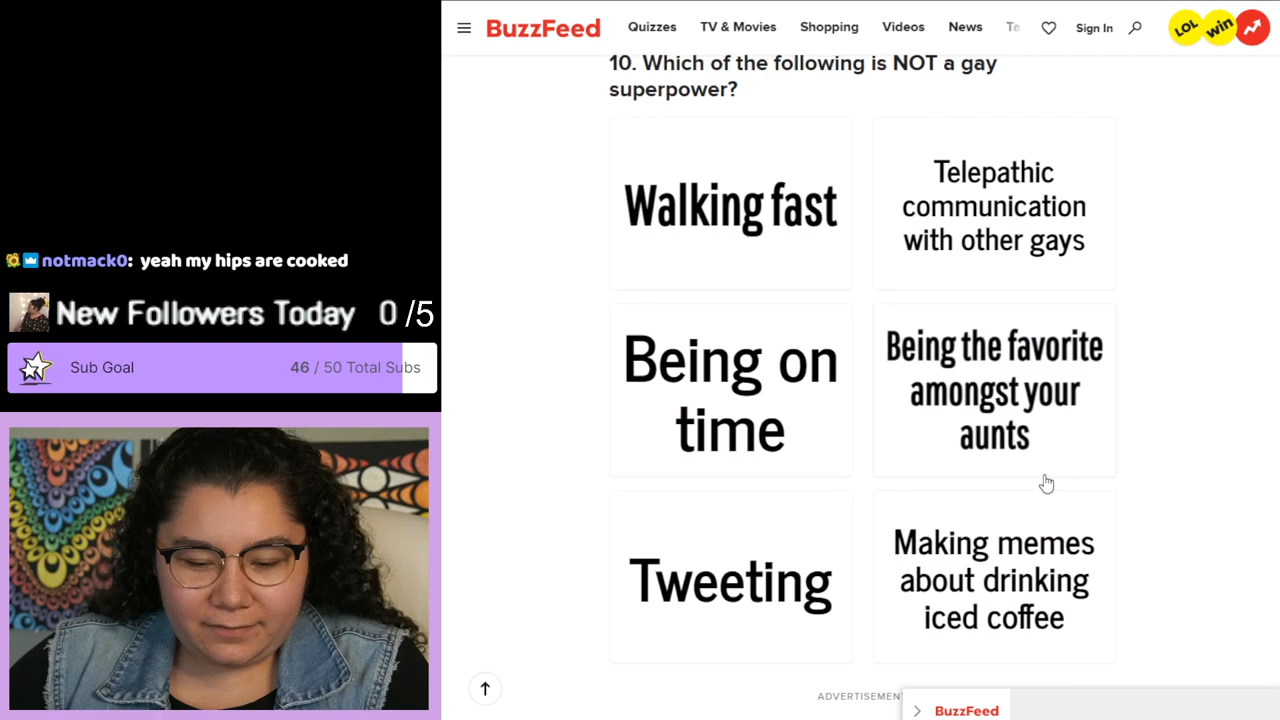 BuzzFeed
Quizzes TV & Movies Shopping Videos News To Sign In
LOL win
10. Which of the following is NOT a gay
superpower?
Walking fast
Telepathic
communication
with other gays
Being on
time
Being the favorite
amongst your
aunts
Tweeting
Making memes
about drinking
iced coffee
ADVERTISEMEN
BuzzFeed
notmack0: yeah my hips are cooked
New Followers Today 0 /5
Sub Goal 46 / 50 Total Subs